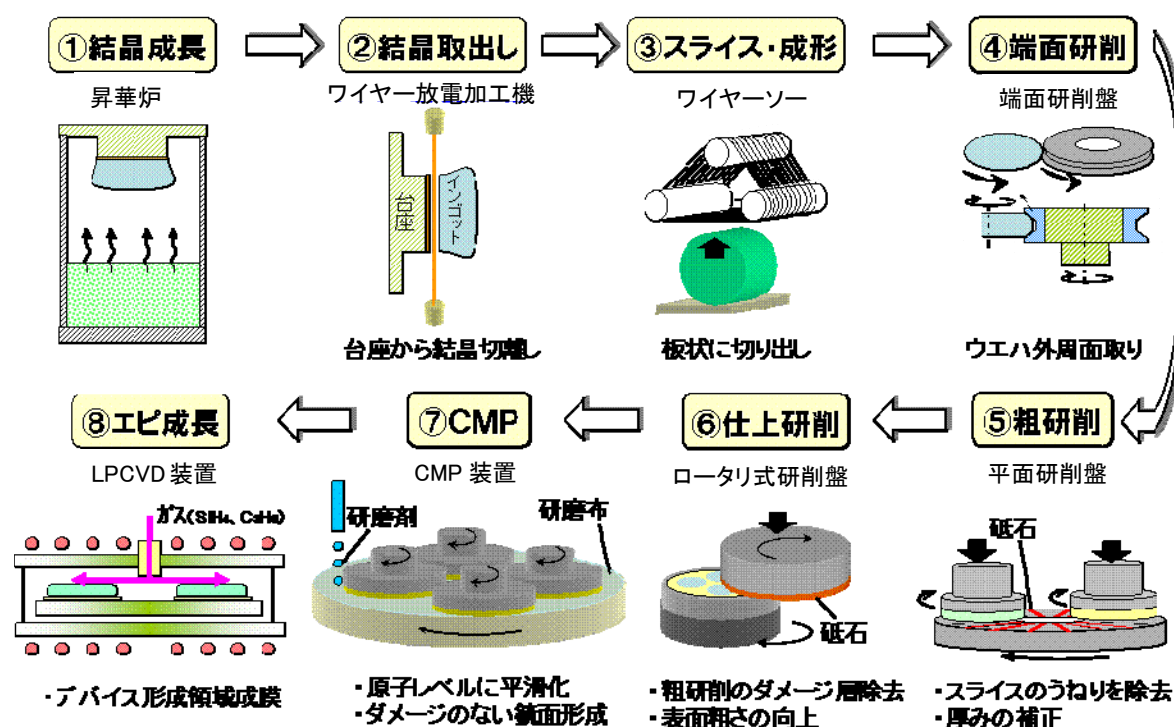 ①結晶成長
昇華炉
②結晶取出し
ワイヤー放電加工機
台座
インゴット
台座から結晶切離し
③スライス・成形
ワイヤーソー
板状に切り出し
④端面研削
端面研削盤
ウエハ外周面取り
⑤粗研削
平面研削盤
砥石
・スライスのうねりを除去
・厚みの補正
⑥仕上研削
ロータリ式研削盤
砥石
・粗研削のダメージ層除去
・表面粗さの向上
⑦CMP
CMP 装置
研磨剤
研磨布
・原子レベルに平滑化
・ダメージのない鏡面形成
⑧エピ成長
LPCVD 装置
ガス(SiH₄、C₃H₈)
・デバイス形成領域成膜